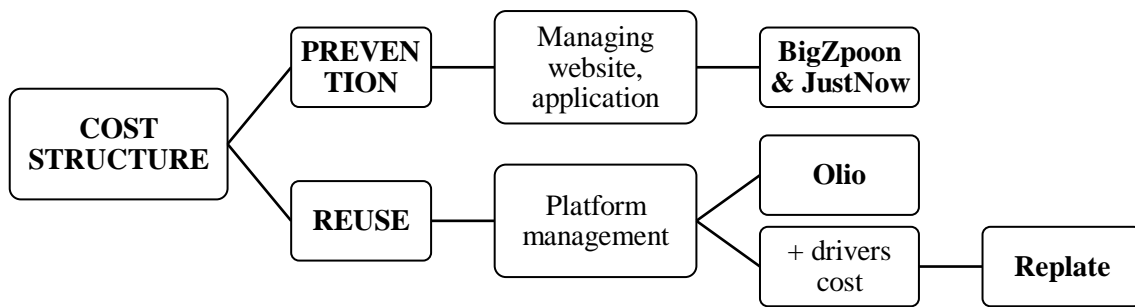 COST
STRUCTURE
PREVEN
TION
Managing
website,
application
BigZpoon
& JustNow
REUSE
Platform
management
Olio
+ drivers
cost
Replate